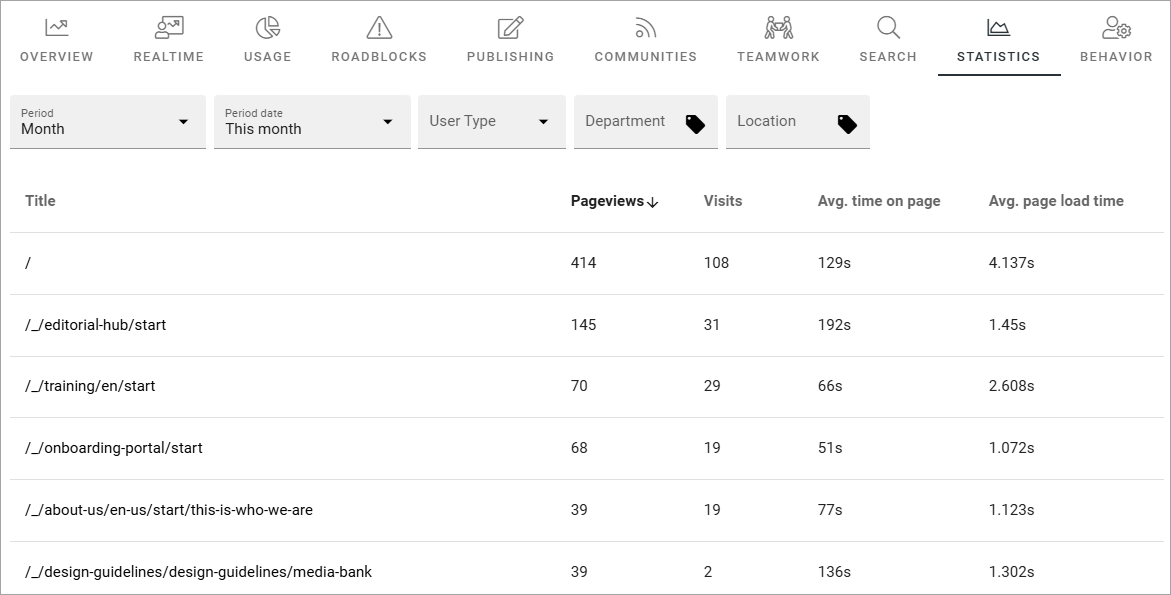 OVERVIEW REALTIME USAGE ROADBLOCKS PUBLISHING COMMUNITIES TEAMWORK SEARCH STATISTICS BEHAVIOR
Period Period date
Month This month User Type Department Location
Title Pageviews Visits Avg. time on page Avg. page load time
/ 414 108 129s 4.137s
/_/editorial-hub/start 145 31 192s 1.45s
/_/training/en/start 70 29 66s 2.608s
/_/onboarding-portal/start 68 19 51s 1.072s
/_/about-us/en-us/start/this-is-who-we-are 39 19 77s 1.123s
/_/design-guidelines/design-guidelines/media-bank 39 2 136s 1.302s